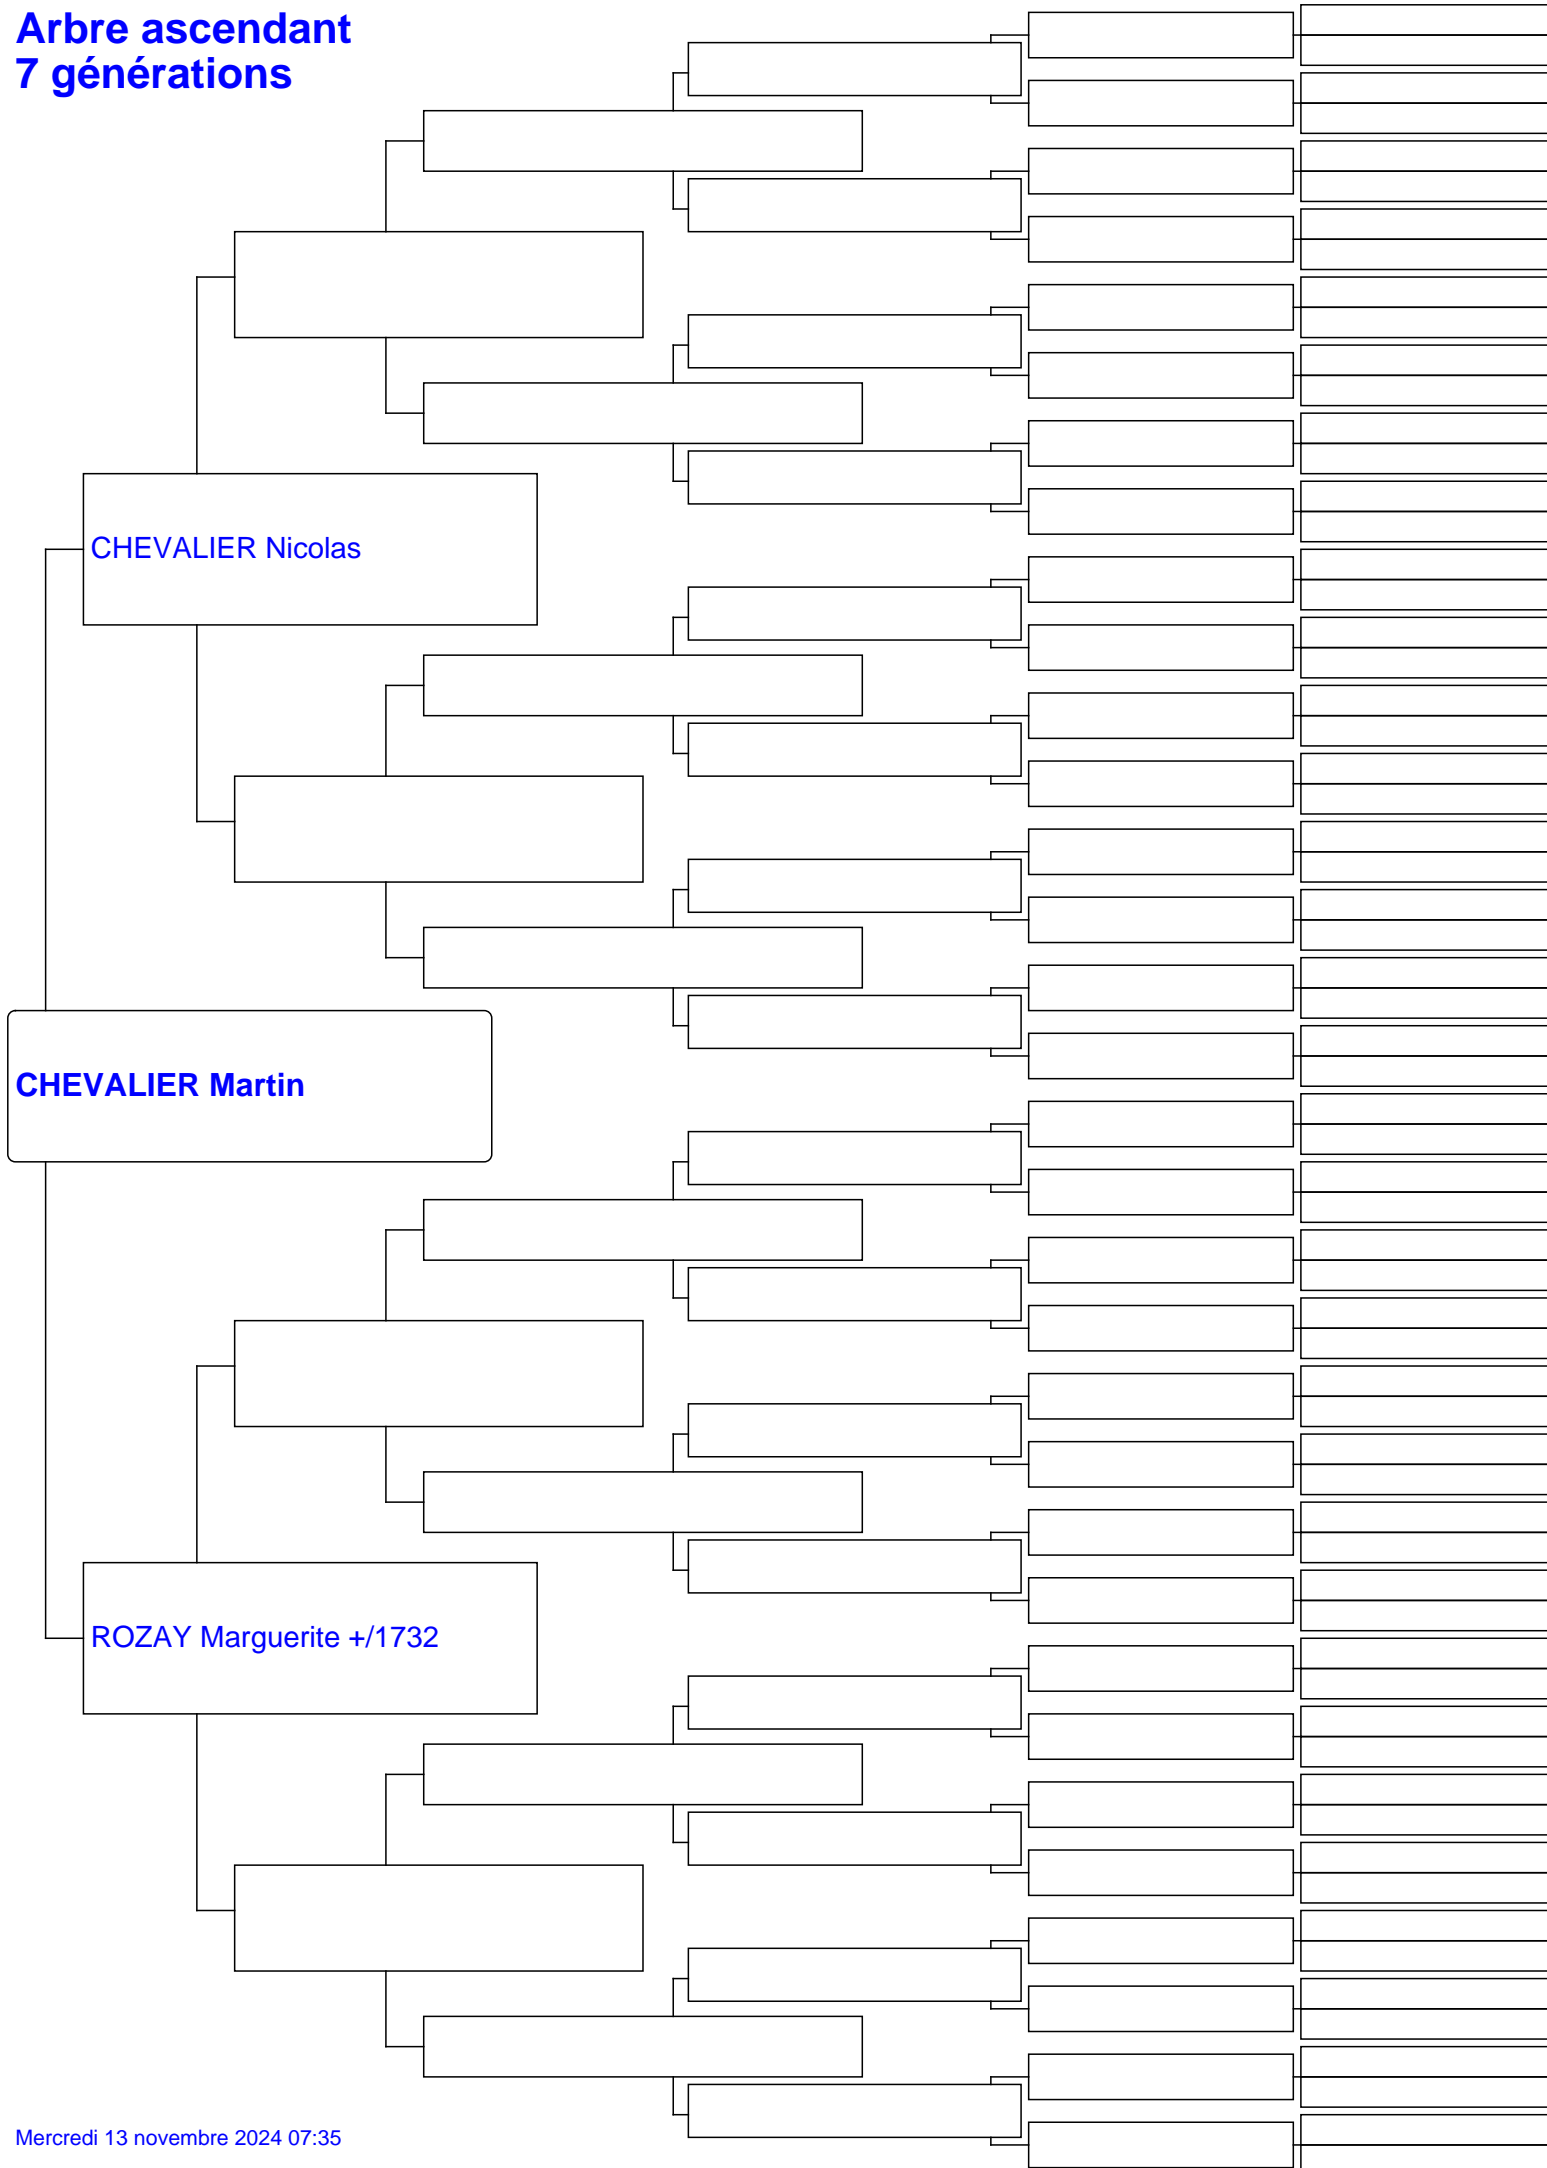 Arbre ascendant
7 générations
CHEVALIER Nicolas
CHEVALIER Martin
ROZAY Marguerite +/1732
Mercredi 13 novembre 2024 07:35